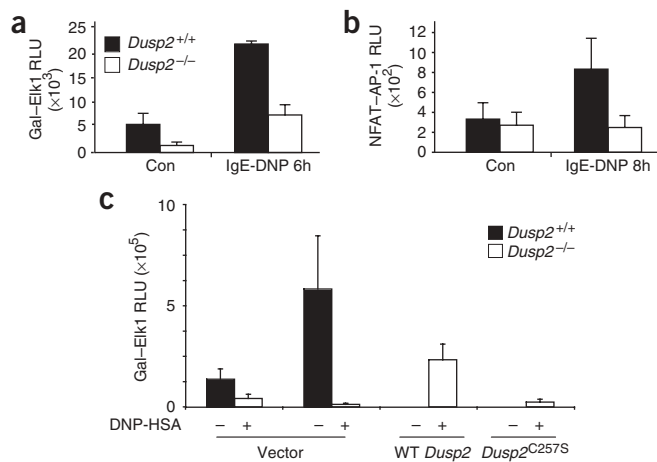 a
Gal–Elk1 RLU
(×10³)
25
20
15
10
5
0
Dusp2+/+
Dusp2−/−
Con
IgE-DNP 6h
b
NFAT–AP-1 RLU
(×10²)
12
10
8
6
4
2
0
Con
IgE-DNP 8h
c
Gal–Elk1 RLU (×10⁵)
10
5
0
Dusp2+/+
Dusp2−/−
DNP-HSA – + – + – + – +
Vector WT Dusp2 Dusp2C257S